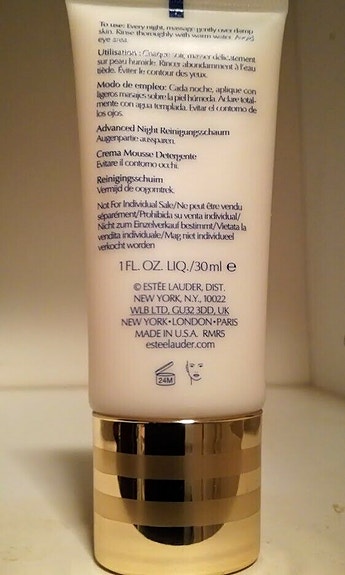 To use: Every night, massage gently over damp
skin. Rinse thoroughly with warm water. Avoid
eye area.
Utilisation : Chaque soir, masser délicatement
sur peau humide. Rincer abondamment à l'eau
tiède. Éviter le contour des yeux.
Modo de empleo: Cada noche, aplique con
ligeros masajes sobre la piel húmeda. Aclare total-
mente con agua templada. Evitar el contorno de
los ojos.
Advanced Night Reinigungsschaum
Augenpartie aussparen.
Crema Mousse Detergente
Evitare il contorno occhi.
Reinigingsschuim
Vermijd de oogomtrek.
Not For Individual Sale/Ne peut être vendu
séparément/Prohibida su venta individual/
Nicht zum Einzelverkauf bestimmt/Vietata la
vendita individuale/Mag niet individueel
verkocht worden
1 FL. OZ. LIQ./30 ml ℮
© ESTÉE LAUDER, DIST.
NEW YORK, N.Y., 10022
WLB LTD, GU32 3DD, UK
NEW YORK•LONDON•PARIS
MADE IN U.S.A. RMR5
esteelauder.com
24M